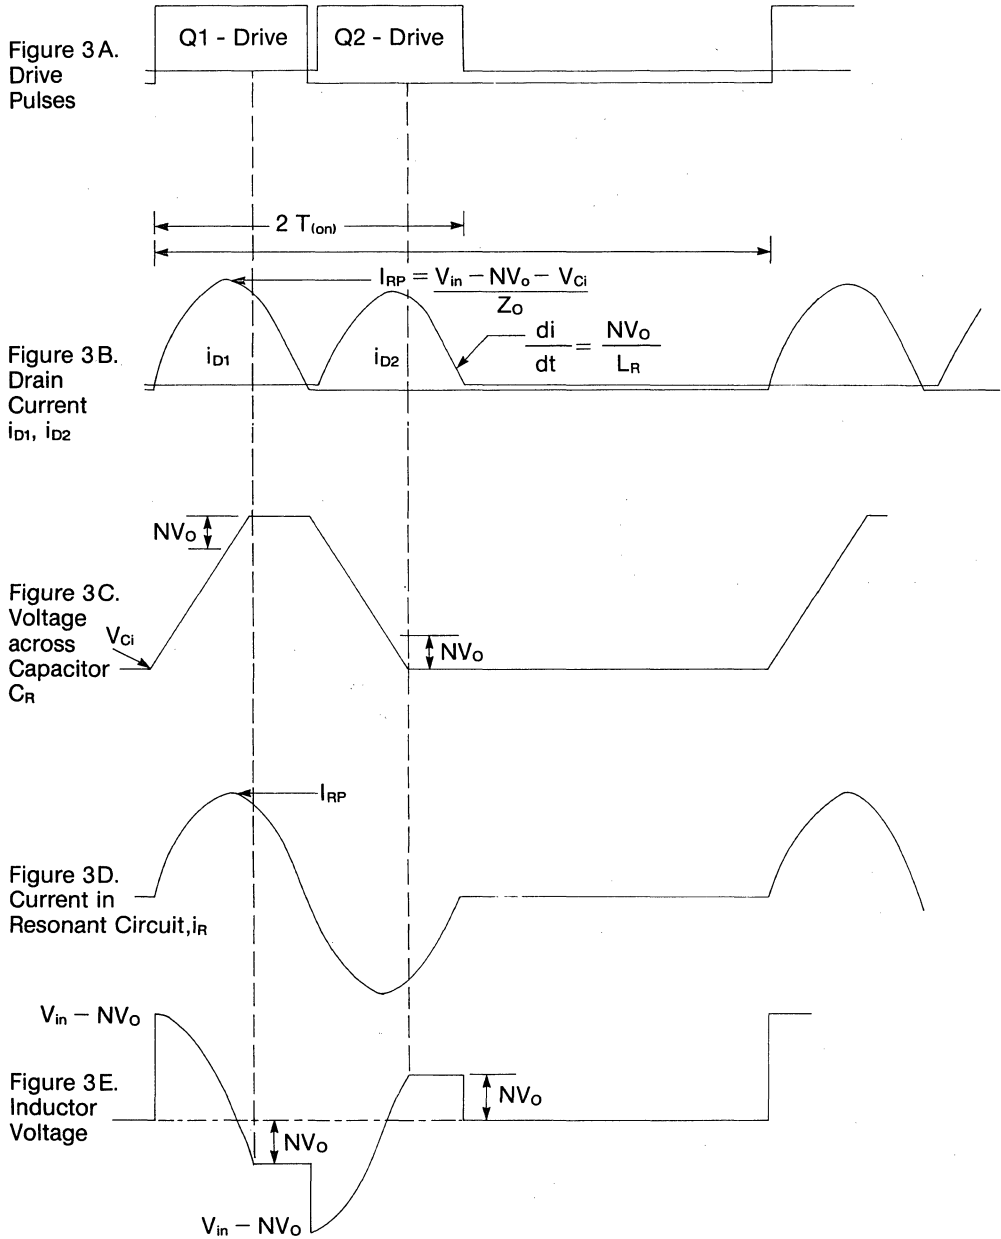 Figure 3A.
Drive
Pulses
Q1 - Drive
Q2 - Drive
2 T(on)
IRP = Vin − NVo − VCi
ZO
di
dt
=
NVO
LR
Figure 3B.
Drain
Current
iD1, iD2
iD1
iD2
NVO
Figure 3C.
Voltage
across
Capacitor
CR
VCi
NVO
IRP
Figure 3D.
Current in
Resonant Circuit,iR
Vin − NVO
Figure 3E.
Inductor
Voltage
NVO
NVO
Vin − NVO